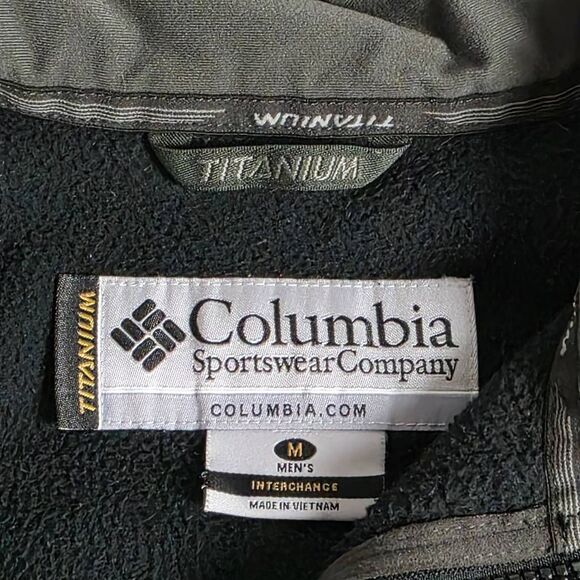 TITANIUM
TITANIUM
TITANIUM
Columbia
Sportswear Company
COLUMBIA.COM
M
MEN'S
INTERCHANGE
MADE IN VIETNAM